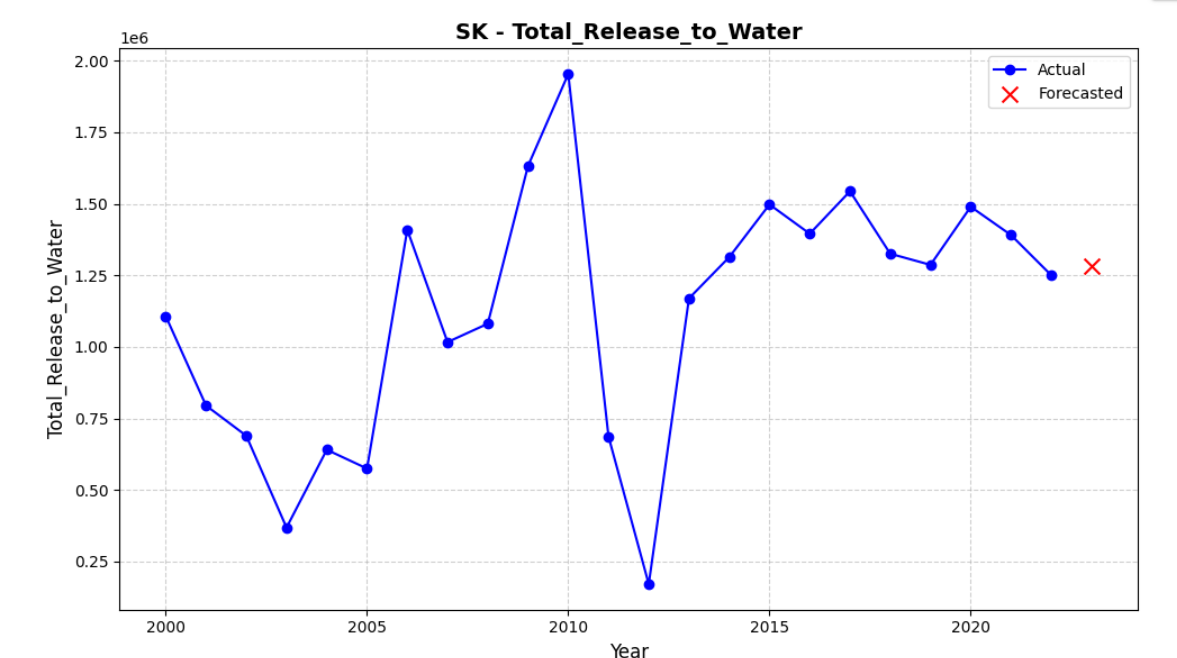 SK - Total_Release_to_Water
1e6
2.00
1.75
1.50
1.25
1.00
0.75
0.50
0.25
Total_Release_to_Water
Actual
Forecasted
2000 2005 2010 2015 2020
Year